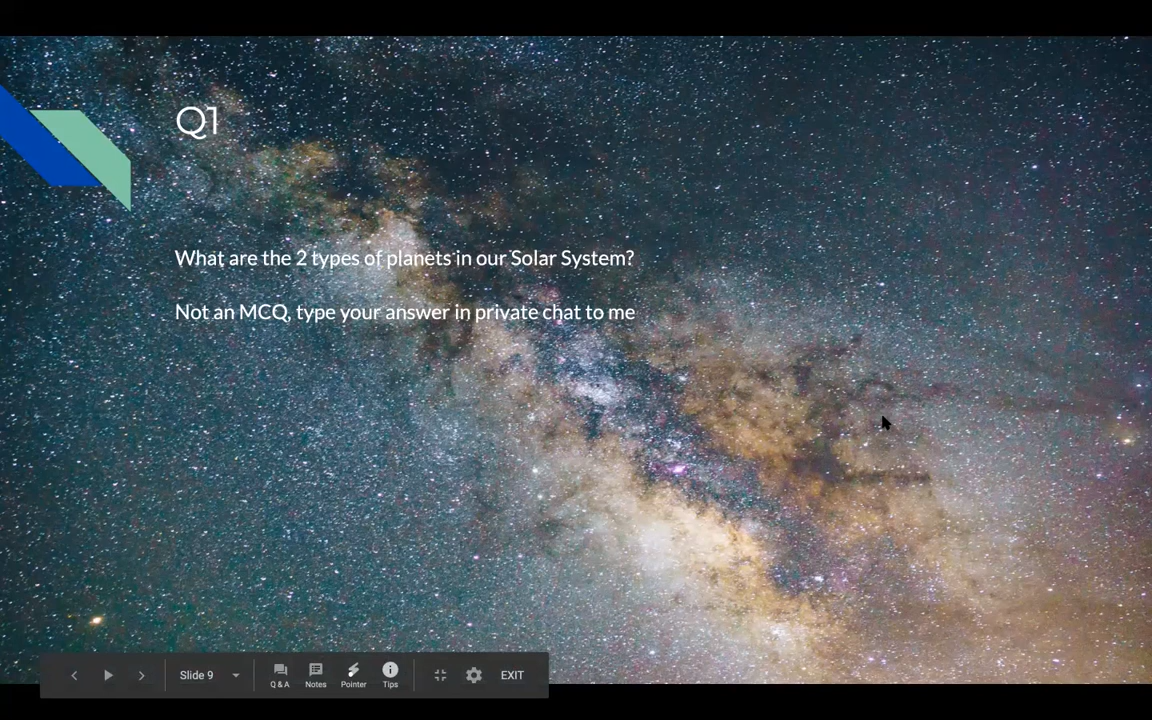 Q1
What are the 2 types of planets in our Solar System?
Not an MCQ, type your answer in private chat to me
Slide 9
Q & A
Notes
Pointer
Tips
EXIT